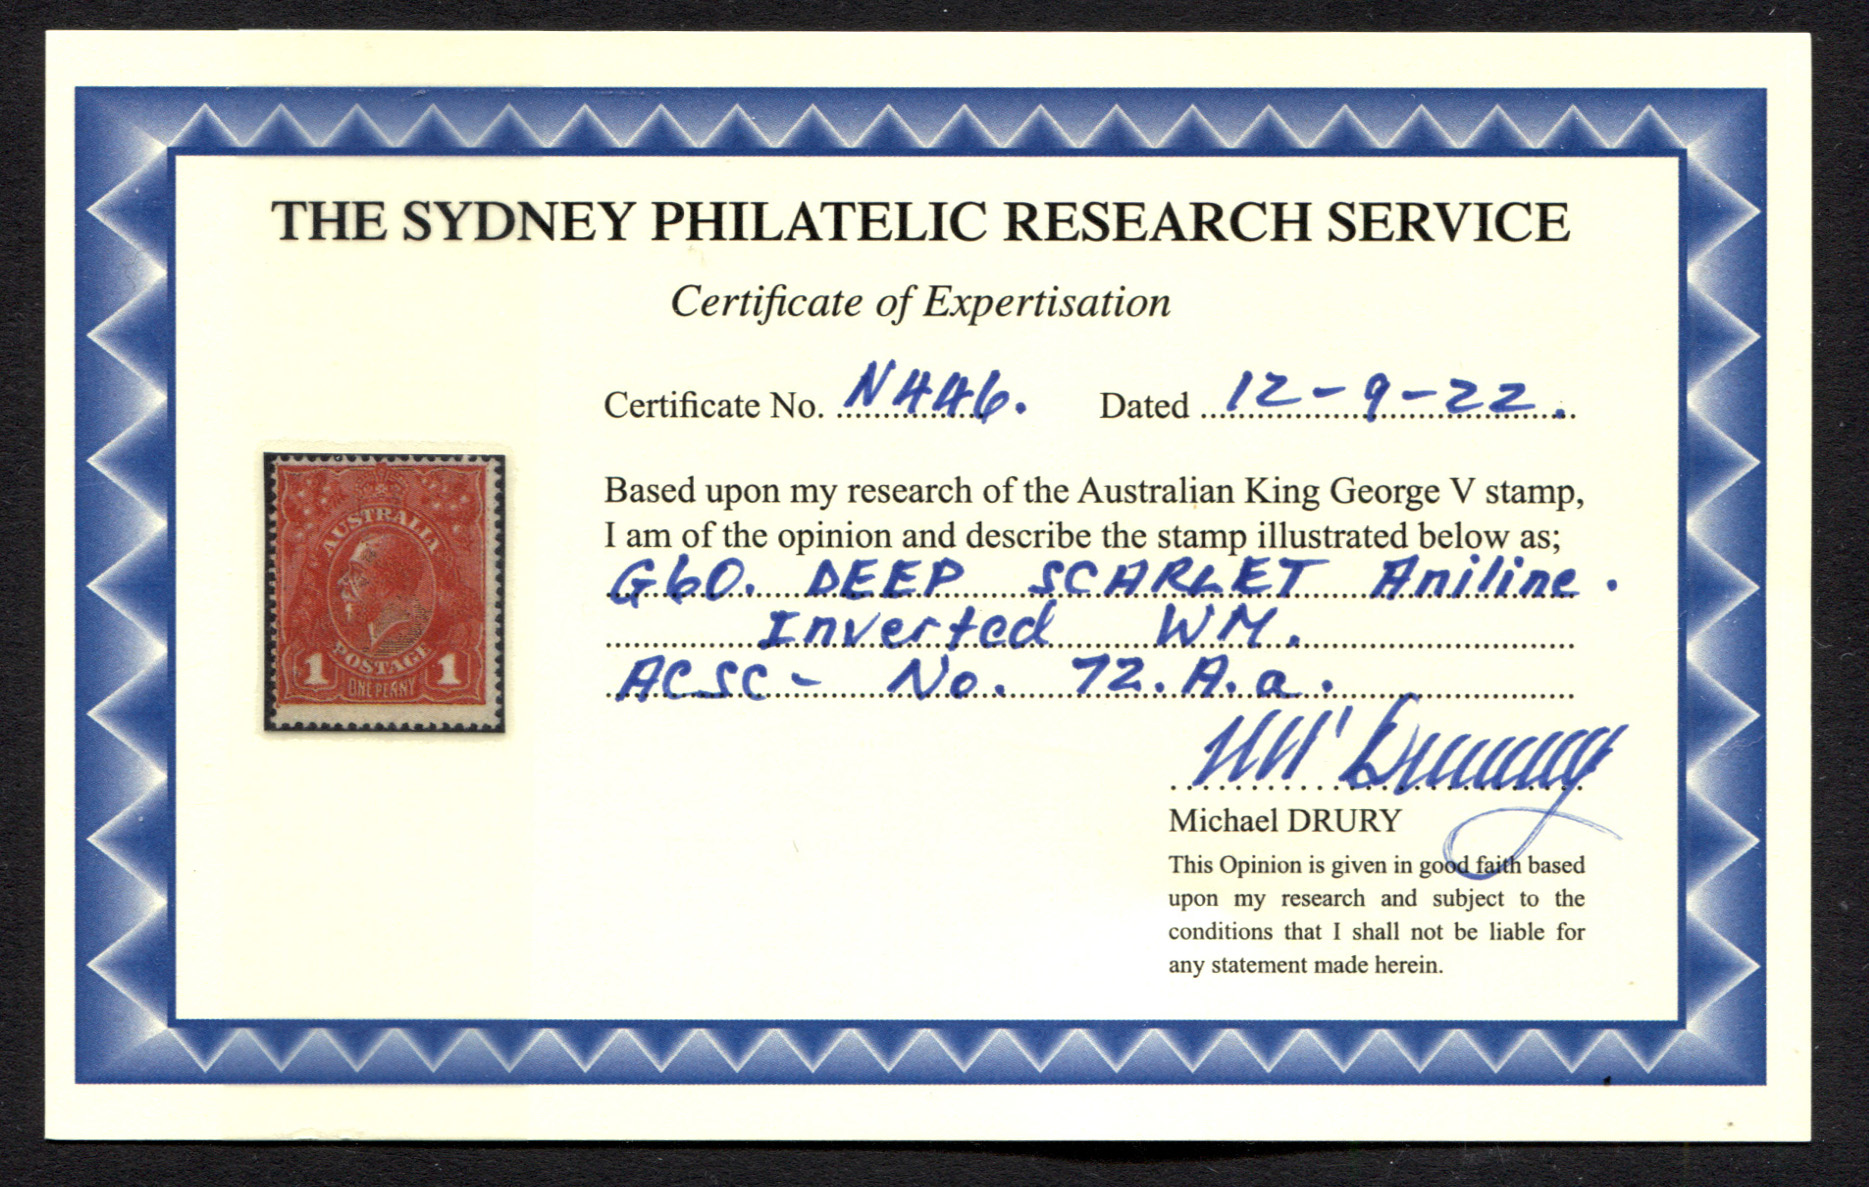 THE SYDNEY PHILATELIC RESEARCH SERVICE
Certificate of Expertisation
Certificate No. N446. Dated 12-9-22.
Based upon my research of the Australian King George V stamp,
I am of the opinion and describe the stamp illustrated below as;
G60. DEEP SCARLET Aniline.
Inverted WM.
ACSC- No. 72.A.a.
AUSTRALIA
POSTAGE
1 ONE PENNY 1
M Drury
Michael DRURY
This Opinion is given in good faith based
upon my research and subject to the
conditions that I shall not be liable for
any statement made herein.